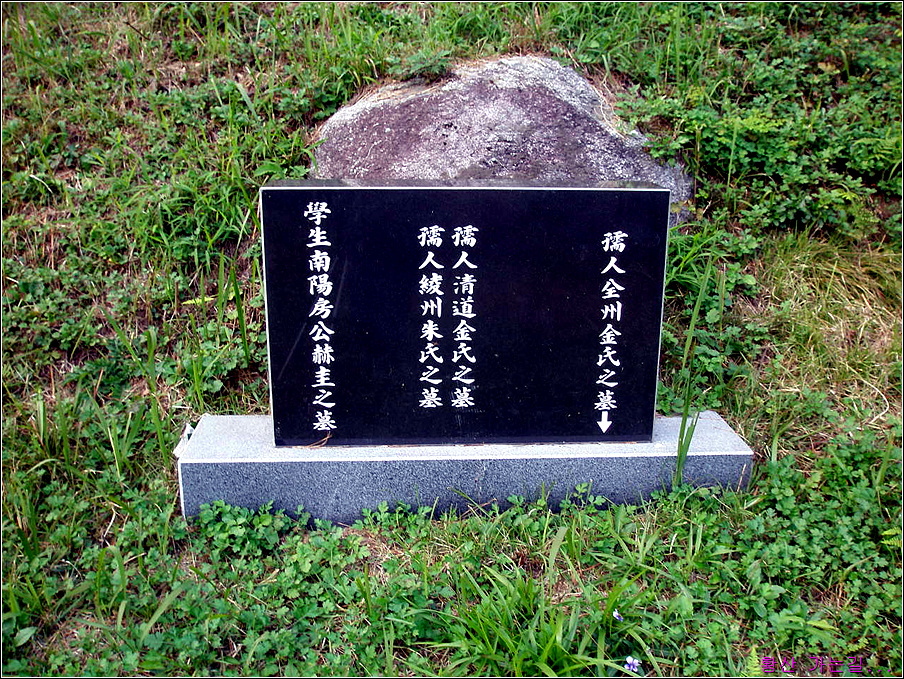 孺人全州金氏之墓↓
孺人清道金氏之墓
孺人綾州朱氏之墓
學生南陽房公赫圭之墓